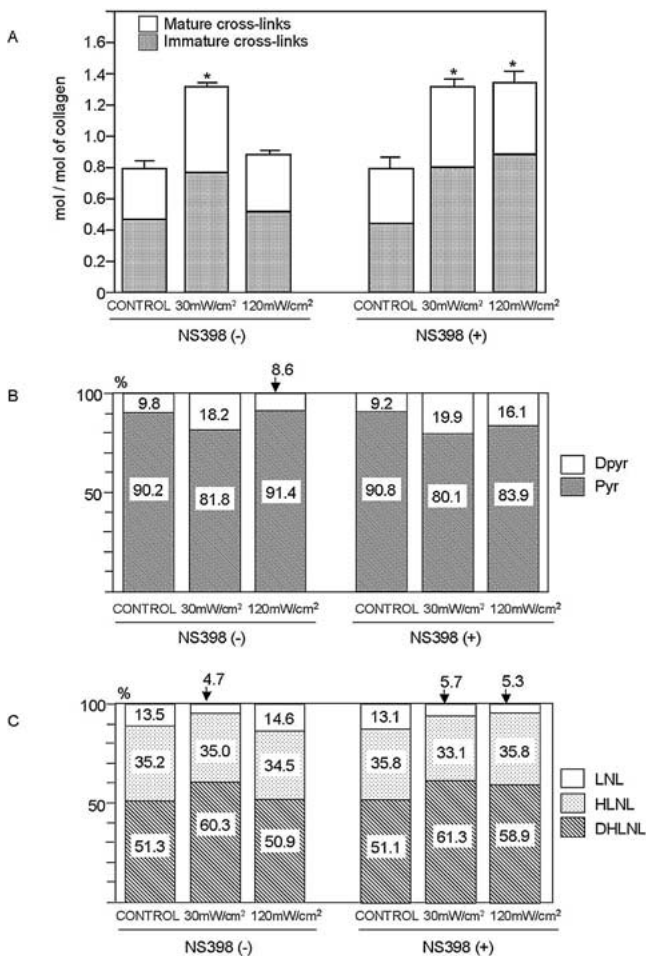 A
Mature cross-links
Immature cross-links
mol / mol of collagen
1.6
1.4
1.2
1.0
0.8
0.6
0.4
0.2
0
*
*
*
CONTROL 30mW/cm² 120mW/cm² CONTROL 30mW/cm² 120mW/cm²
NS398 (-) NS398 (+)
B
%
100
50
8.6
9.8 18.2 9.2 19.9 16.1
90.2 81.8 91.4 90.8 80.1 83.9
Dpyr
Pyr
CONTROL 30mW/cm² 120mW/cm² CONTROL 30mW/cm² 120mW/cm²
NS398 (-) NS398 (+)
C
%
100
50
4.7 5.7 5.3
13.5 14.6 13.1
35.2 35.0 34.5 35.8 33.1 35.8
51.3 60.3 50.9 51.1 61.3 58.9
LNL
HLNL
DHLNL
CONTROL 30mW/cm² 120mW/cm² CONTROL 30mW/cm² 120mW/cm²
NS398 (-) NS398 (+)